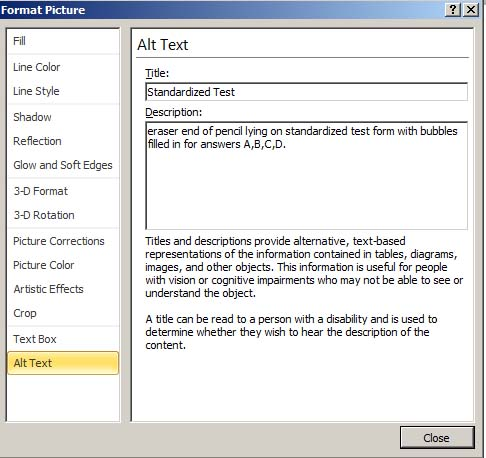 Format Picture
Fill
Line Color
Line Style
Shadow
Reflection
Glow and Soft Edges
3-D Format
3-D Rotation
Picture Corrections
Picture Color
Artistic Effects
Crop
Text Box
Alt Text
Alt Text
Title:
Standardized Test
Description:
eraser end of pencil lying on standardized test form with bubbles
filled in for answers A,B,C,D.
Titles and descriptions provide alternative, text-based
representations of the information contained in tables, diagrams,
images, and other objects. This information is useful for people
with vision or cognitive impairments who may not be able to see or
understand the object.
A title can be read to a person with a disability and is used to
determine whether they wish to hear the description of the
content.
Close